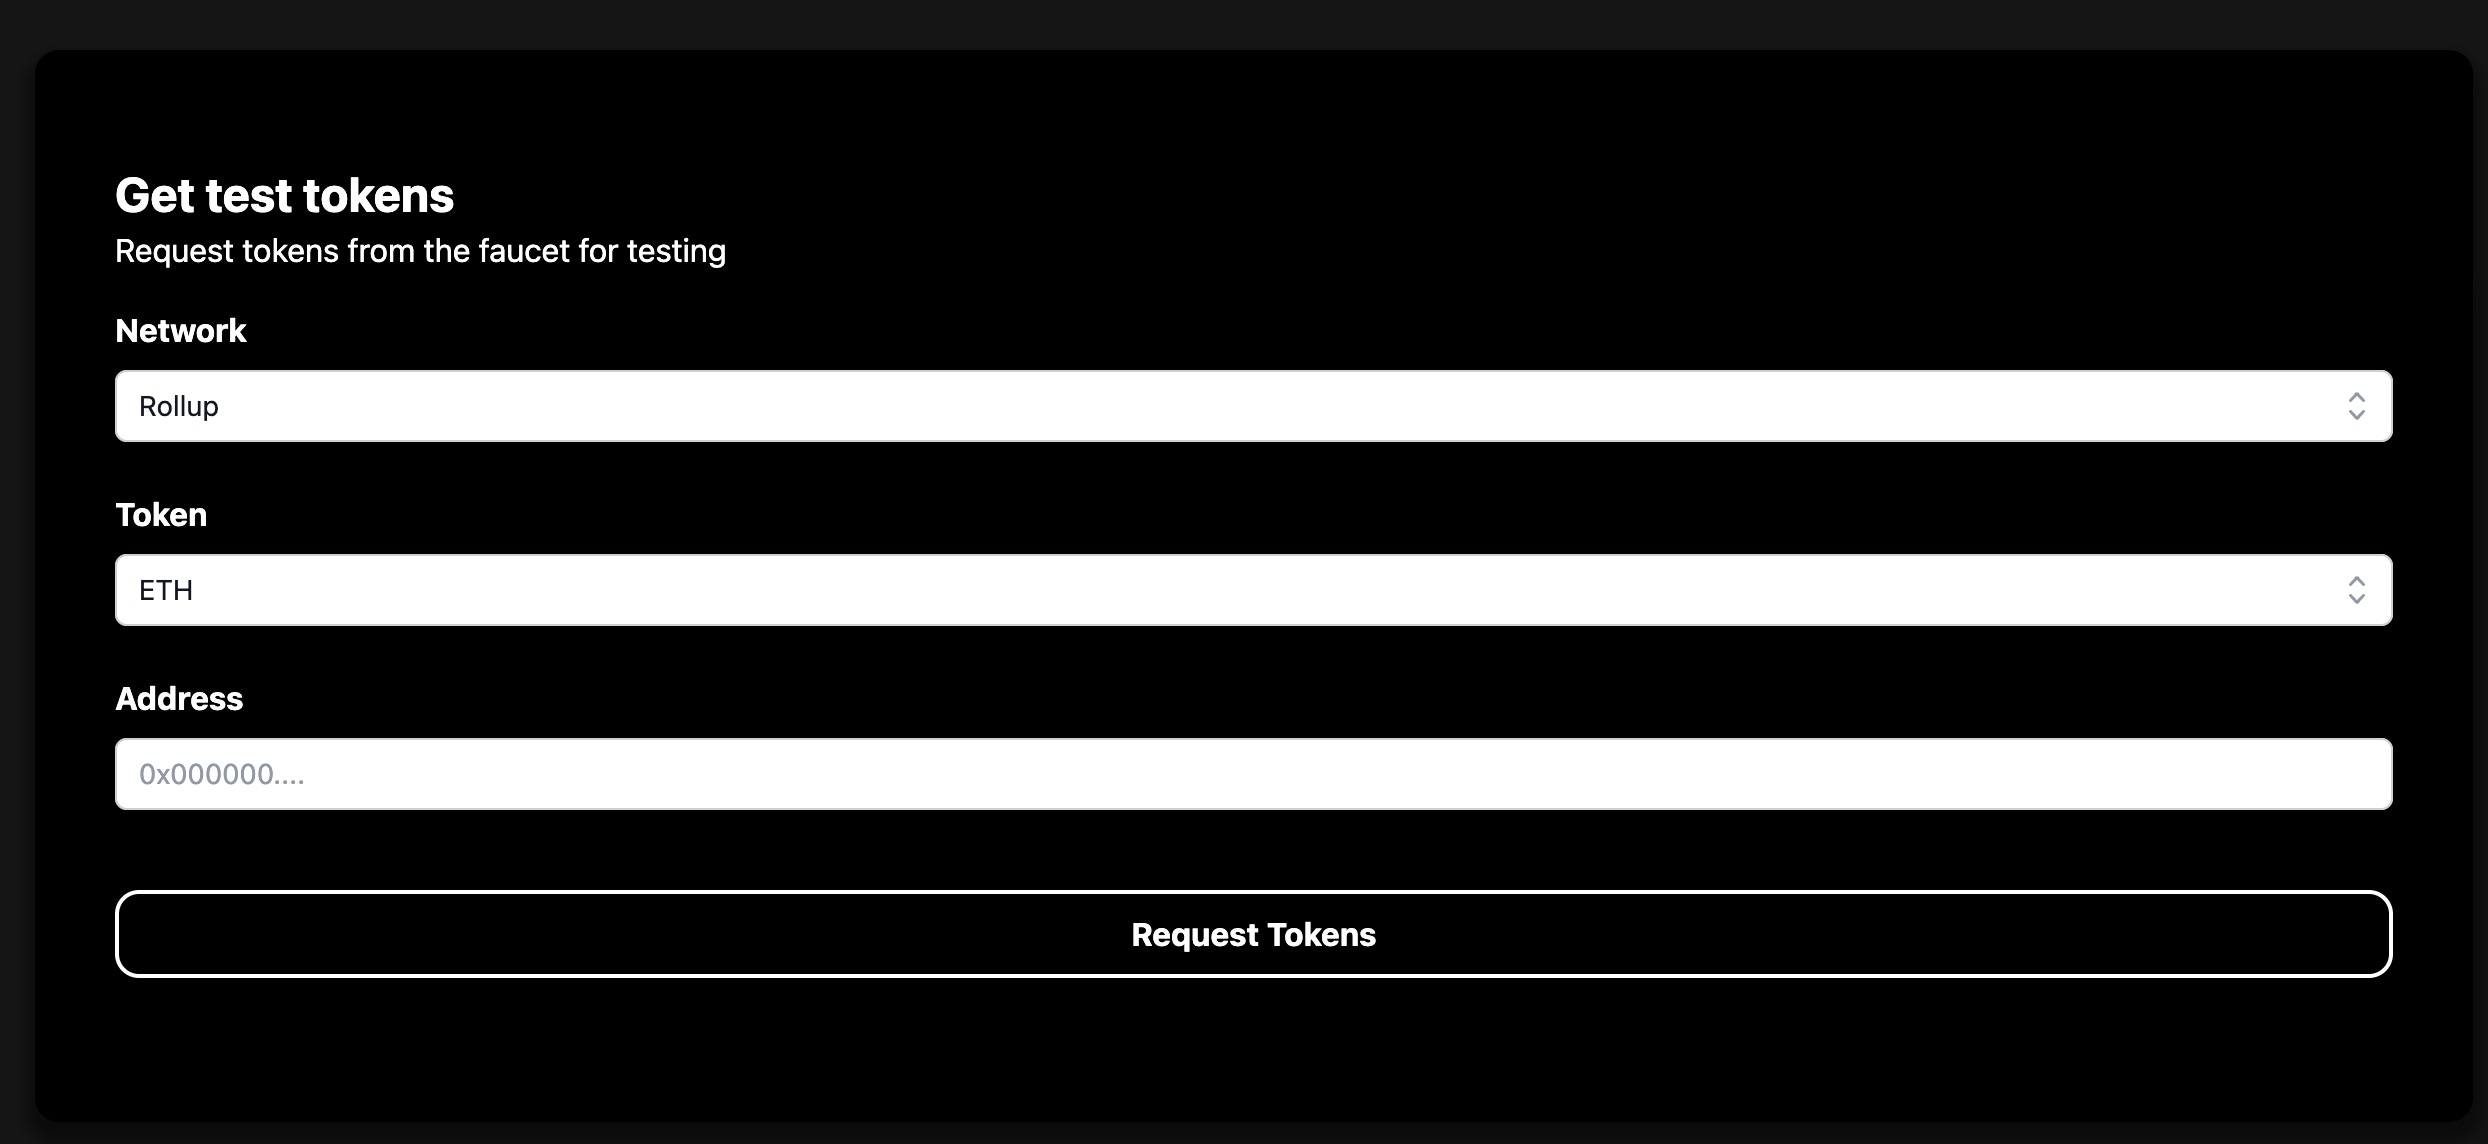 Get test tokens
Request tokens from the faucet for testing
Network
Rollup
Token
ETH
Address
0x000000....
Request Tokens